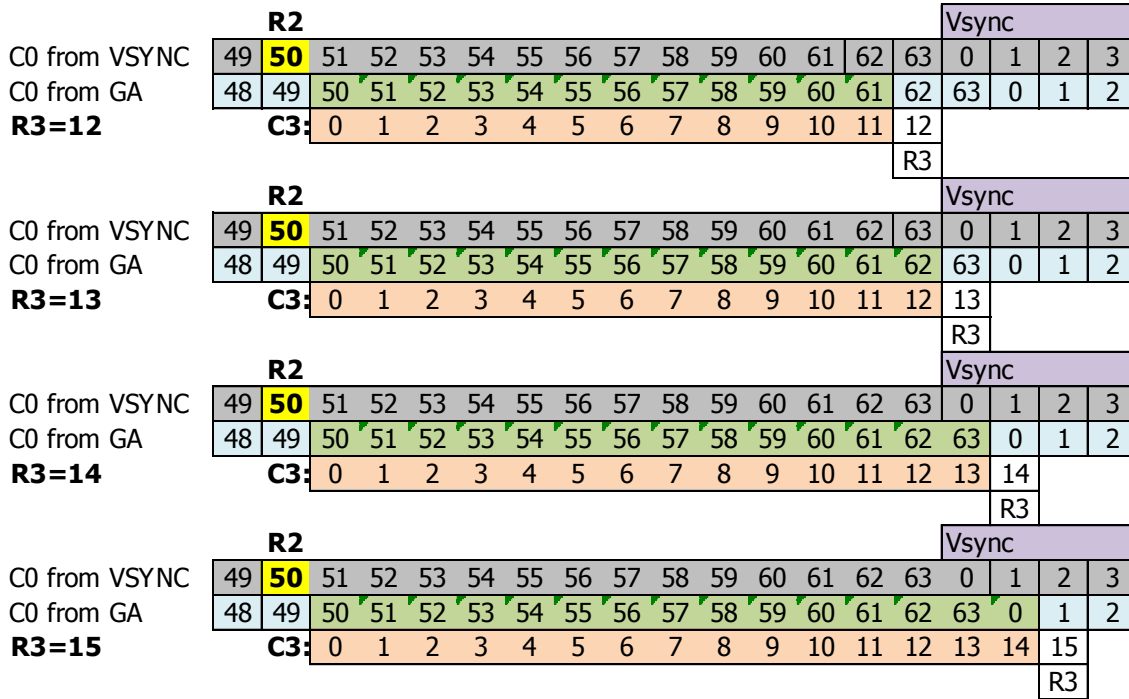 R2 Vsync
C0 from VSYNC 49 50 51 52 53 54 55 56 57 58 59 60 61 62 63 0 1 2 3
C0 from GA 48 49 50 51 52 53 54 55 56 57 58 59 60 61 62 63 0 1 2
R3=12 C3: 0 1 2 3 4 5 6 7 8 9 10 11 12
R3
R2 Vsync
C0 from VSYNC 49 50 51 52 53 54 55 56 57 58 59 60 61 62 63 0 1 2 3
C0 from GA 48 49 50 51 52 53 54 55 56 57 58 59 60 61 62 63 0 1 2
R3=13 C3: 0 1 2 3 4 5 6 7 8 9 10 11 12 13
R3
R2 Vsync
C0 from VSYNC 49 50 51 52 53 54 55 56 57 58 59 60 61 62 63 0 1 2 3
C0 from GA 48 49 50 51 52 53 54 55 56 57 58 59 60 61 62 63 0 1 2
R3=14 C3: 0 1 2 3 4 5 6 7 8 9 10 11 12 13 14
R3
R2 Vsync
C0 from VSYNC 49 50 51 52 53 54 55 56 57 58 59 60 61 62 63 0 1 2 3
C0 from GA 48 49 50 51 52 53 54 55 56 57 58 59 60 61 62 63 0 1 2
R3=15 C3: 0 1 2 3 4 5 6 7 8 9 10 11 12 13 14 15
R3